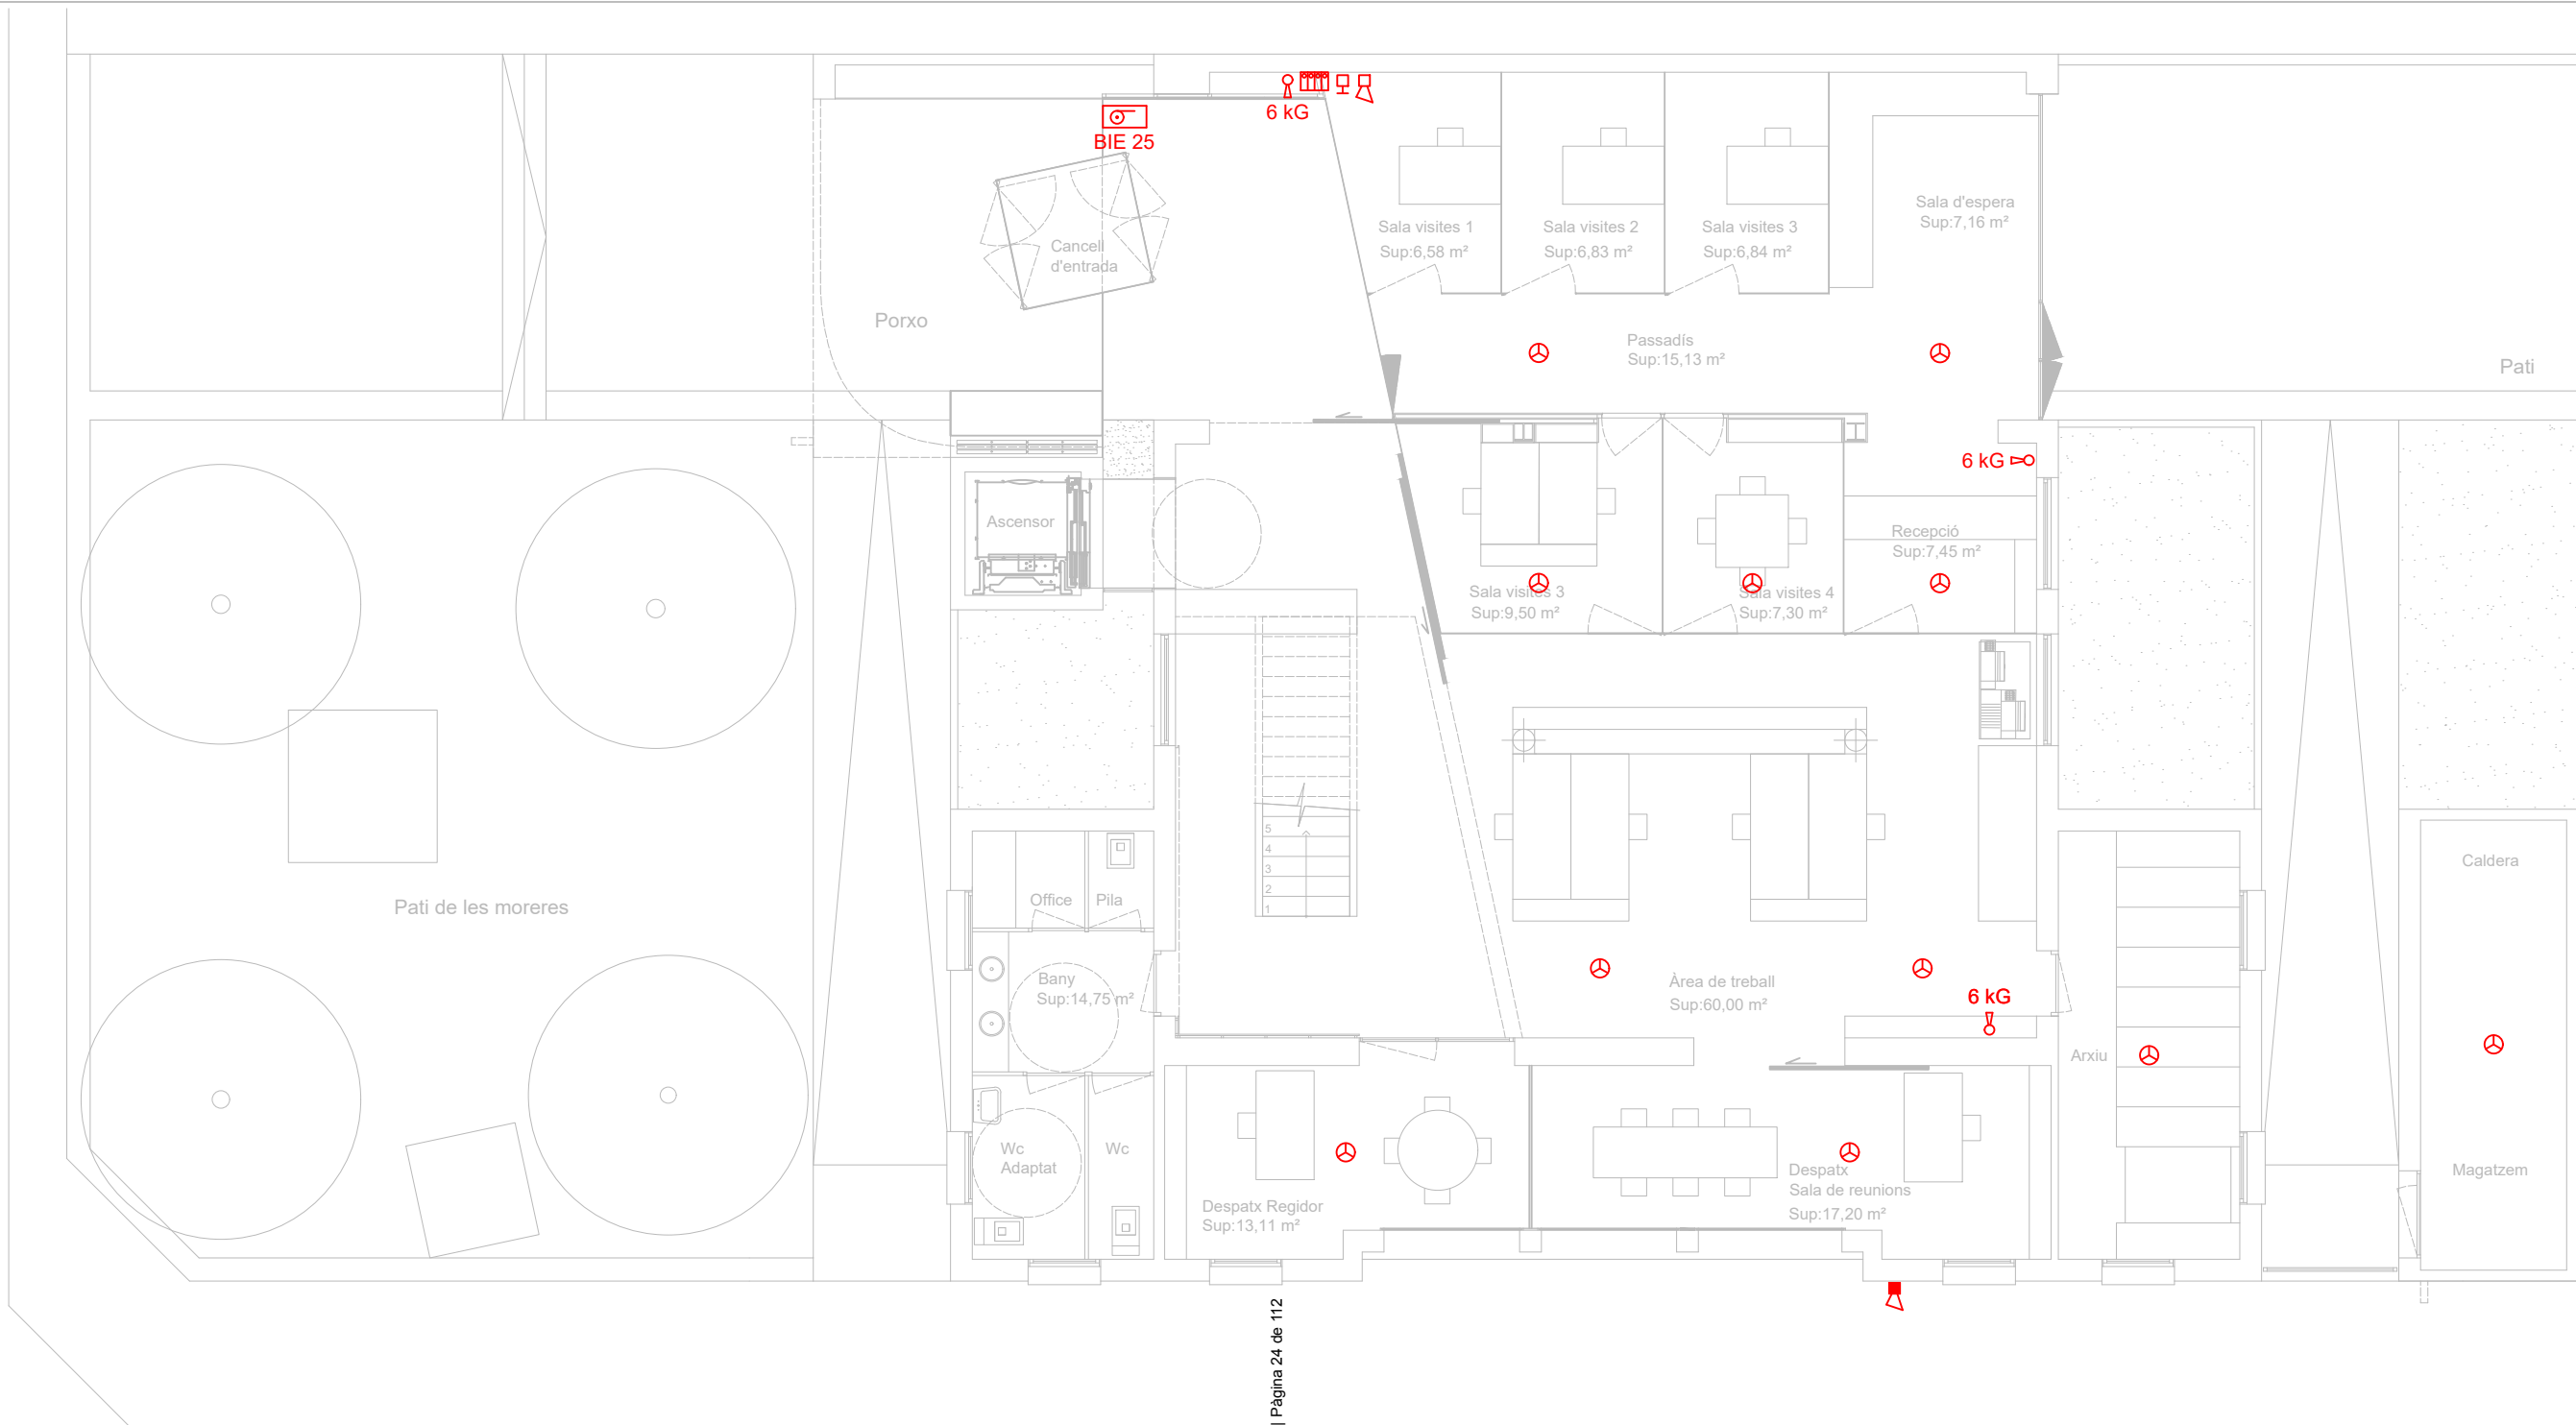 6 kG
BIE 25
Sala visites 1
Sup:6,58 m²
Sala visites 2
Sup:6,83 m²
Sala visites 3
Sup:6,84 m²
Sala d'espera
Sup:7,16 m²
Cancell
d'entrada
Porxo
Passadís
Sup:15,13 m²
Pati
6 kG
Ascensor
Recepció
Sup:7,45 m²
Sala visites 3
Sup:9,50 m²
Sala visites 4
Sup:7,30 m²
5
4
3
2
1
Caldera
Office
Pila
Pati de les moreres
Bany
Sup:14,75 m²
Àrea de treball
Sup:60,00 m²
6 kG
Arxiu
Wc
Adaptat
Wc
Magatzem
Despatx
Sala de reunions
Sup:17,20 m²
Despatx Regidor
Sup:13,11 m²
| Pàgina 24 de 112